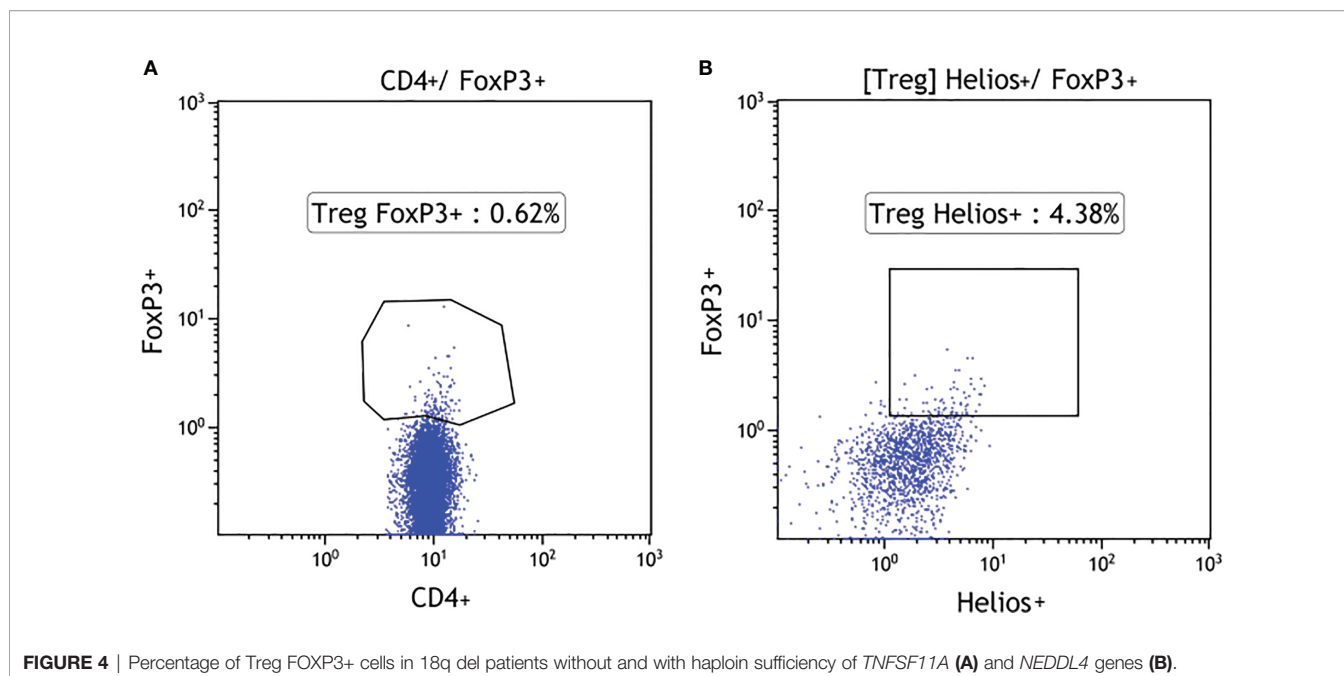 A
CD4+/ FoxP3+
10³
10²
10¹
10⁰
FoxP3+
Treg FoxP3+ : 0.62%
10⁰ 10¹ 10² 10³
CD4+
B
[Treg] Helios+/ FoxP3+
10³
10²
10¹
10⁰
FoxP3+
Treg Helios+ : 4.38%
10⁰ 10¹ 10² 10³
Helios+
FIGURE 4 | Percentage of Treg FOXP3+ cells in 18q del patients without and with haploin sufficiency of TNFSF11A (A) and NEDDL4 genes (B).